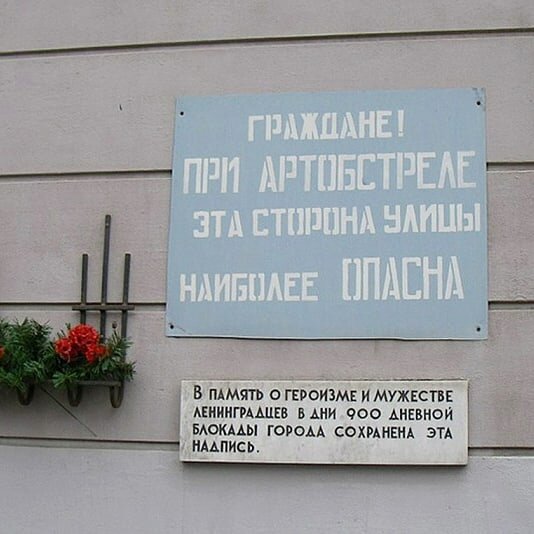 ГРАЖДАНЕ!
ПРИ АРТОБСТРЕЛЕ
ЭТА СТОРОНА УЛИЦЫ
НАИБОЛЕЕ ОПАСНА
В ПАМЯТЬ О ГЕРОИЗМЕ И МУЖЕСТВЕ
ЛЕНИНГРАДЦЕВ В ДНИ 900 ДНЕВНОЙ
БЛОКАДЫ ГОРОДА СОХРАНЕНА ЭТА
НАДПИСЬ.